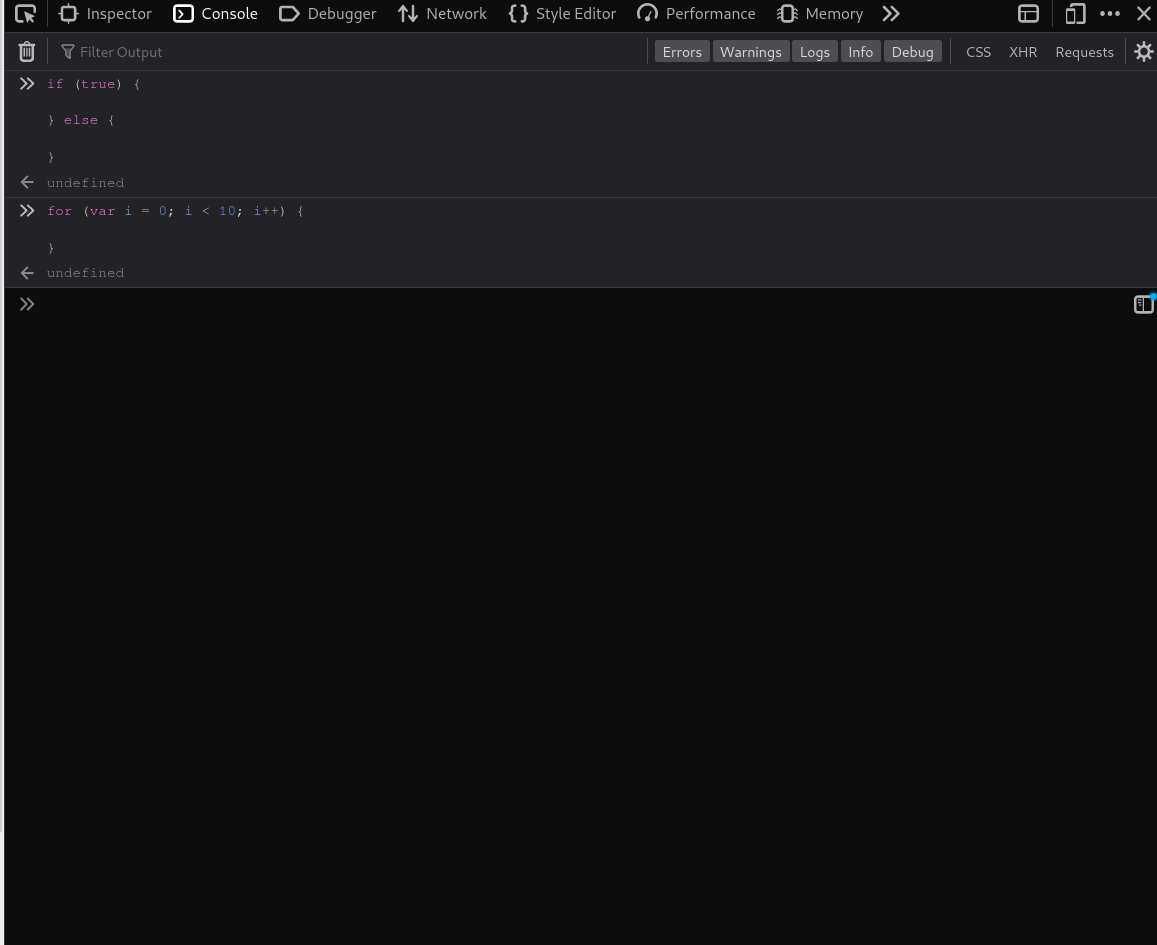 Inspector Console Debugger Network Style Editor Performance Memory
Filter Output Errors Warnings Logs Info Debug CSS XHR Requests
if (true) {
} else {
}
undefined
for (var i = 0; i < 10; i++) {
}
undefined